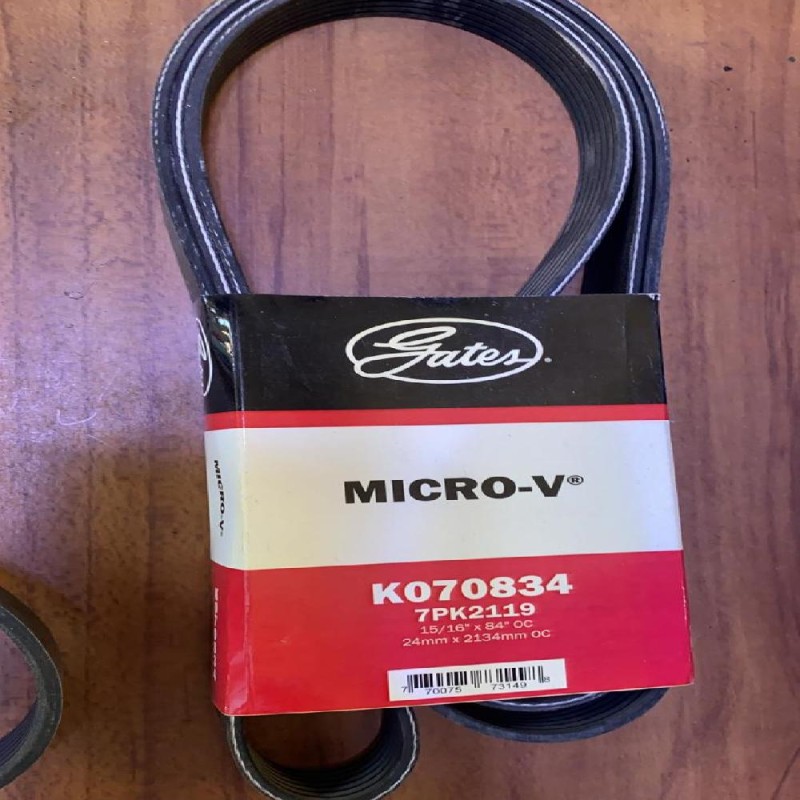 Gates
MICRO-V®
MICRO-V®
K070834
7PK2119
15/16" x 84" OC
24mm x 2134mm OC
7 70075 73149 8